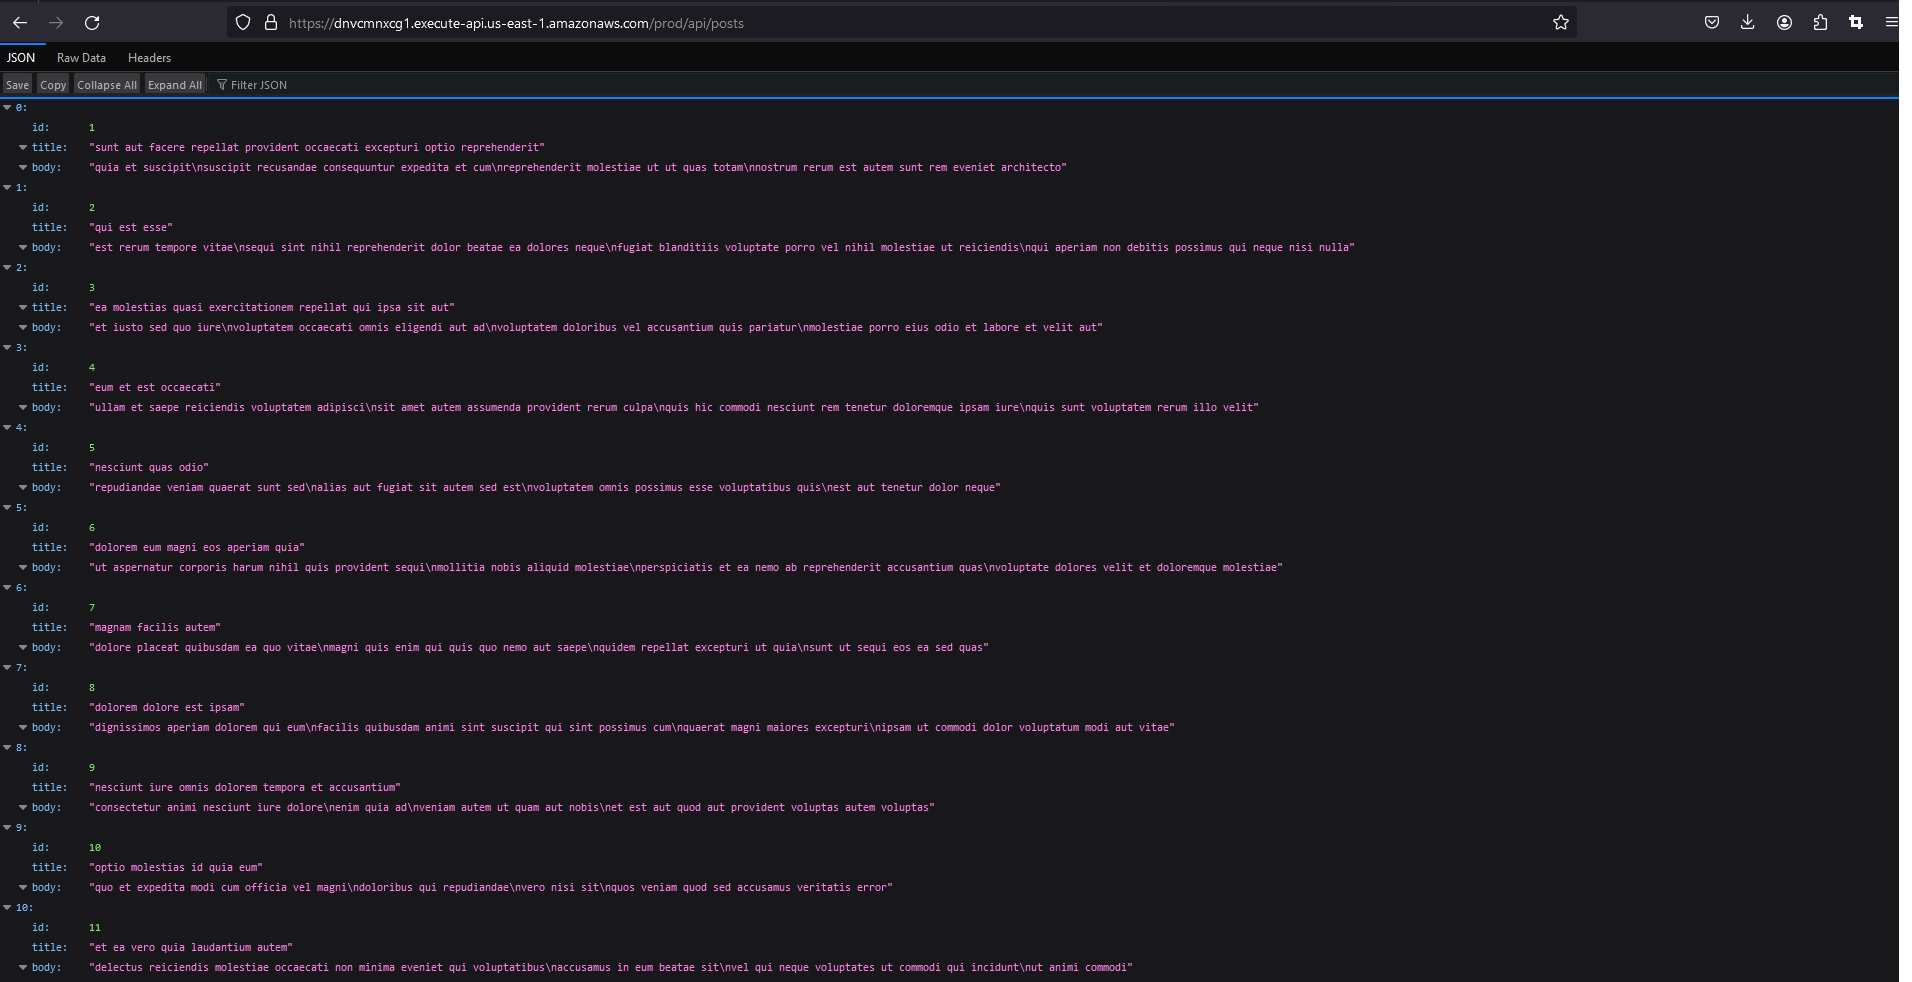 https://dnvcmnxcg1.execute-api.us-east-1.amazonaws.com/prod/api/posts
JSON Raw Data Headers
Save Copy Collapse All Expand All Filter JSON
0:
id: 1
title: "sunt aut facere repellat provident occaecati excepturi optio reprehenderit"
body: "quia et suscipit\nsuscipit recusandae consequuntur expedita et cum\nreprehenderit molestiae ut ut quas totam\nnostrum rerum est autem sunt rem eveniet architecto"
1:
id: 2
title: "qui est esse"
body: "est rerum tempore vitae\nsequi sint nihil reprehenderit dolor beatae ea dolores neque\nfugiat blanditiis voluptate porro vel nihil molestiae ut reiciendis\nqui aperiam non debitis possimus qui neque nisi nulla"
2:
id: 3
title: "ea molestias quasi exercitationem repellat qui ipsa sit aut"
body: "et iusto sed quo iure\nvoluptatem occaecati omnis eligendi aut ad\nvoluptatem doloribus vel accusantium quis pariatur\nmolestiae porro eius odio et labore et velit aut"
3:
id: 4
title: "eum et est occaecati"
body: "ullam et saepe reiciendis voluptatem adipisci\nsit amet autem assumenda provident rerum culpa\nquis hic commodi nesciunt rem tenetur doloremque ipsam iure\nquis sunt voluptatem rerum illo velit"
4:
id: 5
title: "nesciunt quas odio"
body: "repudiandae veniam quaerat sunt sed\nalias aut fugiat sit autem sed est\nvoluptatem omnis possimus esse voluptatibus quis\nest aut tenetur dolor neque"
5:
id: 6
title: "dolorem eum magni eos aperiam quia"
body: "ut aspernatur corporis harum nihil quis provident sequi\nmollitia nobis aliquid molestiae\nperspiciatis et ea nemo ab reprehenderit accusantium quas\nvoluptate dolores velit et doloremque molestiae"
6:
id: 7
title: "magnam facilis autem"
body: "dolore placeat quibusdam ea quo vitae\nmagni quis enim qui quis quo nemo aut saepe\nquidem repellat excepturi ut quia\nsunt ut sequi eos ea sed quas"
7:
id: 8
title: "dolorem dolore est ipsam"
body: "dignissimos aperiam dolorem qui eum\nfacilis quibusdam animi sint suscipit qui sint possimus cum\nquaerat magni maiores excepturi\nipsam ut commodi dolor voluptatum modi aut vitae"
8:
id: 9
title: "nesciunt iure omnis dolorem tempora et accusantium"
body: "consectetur animi nesciunt iure dolore\nenim quia ad\nveniam autem ut quam aut nobis\net est aut quod aut provident voluptas autem voluptas"
9:
id: 10
title: "optio molestias id quia eum"
body: "quo et expedita modi cum officia vel magni\ndoloribus qui repudiandae\nvero nisi sit\nquos veniam quod sed accusamus veritatis error"
10:
id: 11
title: "et ea vero quia laudantium autem"
body: "delectus reiciendis molestiae occaecati non minima eveniet qui voluptatibus\naccusamus in eum beatae sit\nvel qui neque voluptates ut commodi qui incidunt\nut animi commodi"